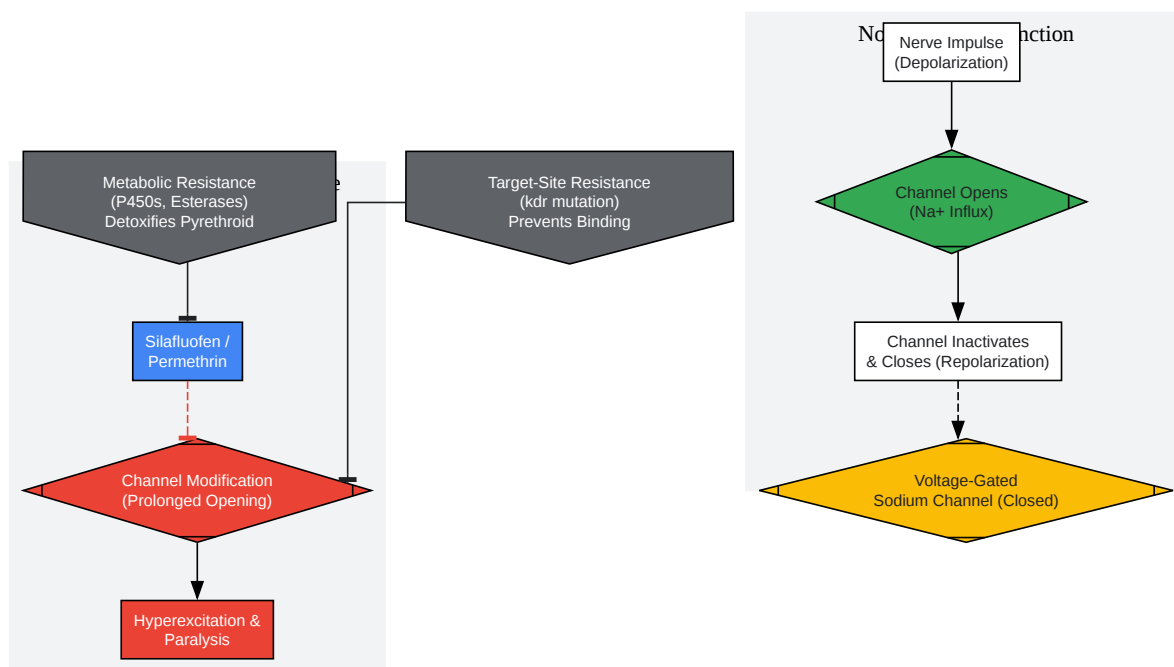 Nerve Impulse
(Depolarization)
Metabolic Resistance
(P450s, Esterases)
Detoxifies Pyrethroid
Target-Site Resistance
(kdr mutation)
Prevents Binding
Channel Opens
(Na+ Influx)
Silafluofen /
Permethrin
Channel Inactivates
& Closes (Repolarization)
Channel Modification
(Prolonged Opening)
Voltage-Gated
Sodium Channel (Closed)
Hyperexcitation &
Paralysis